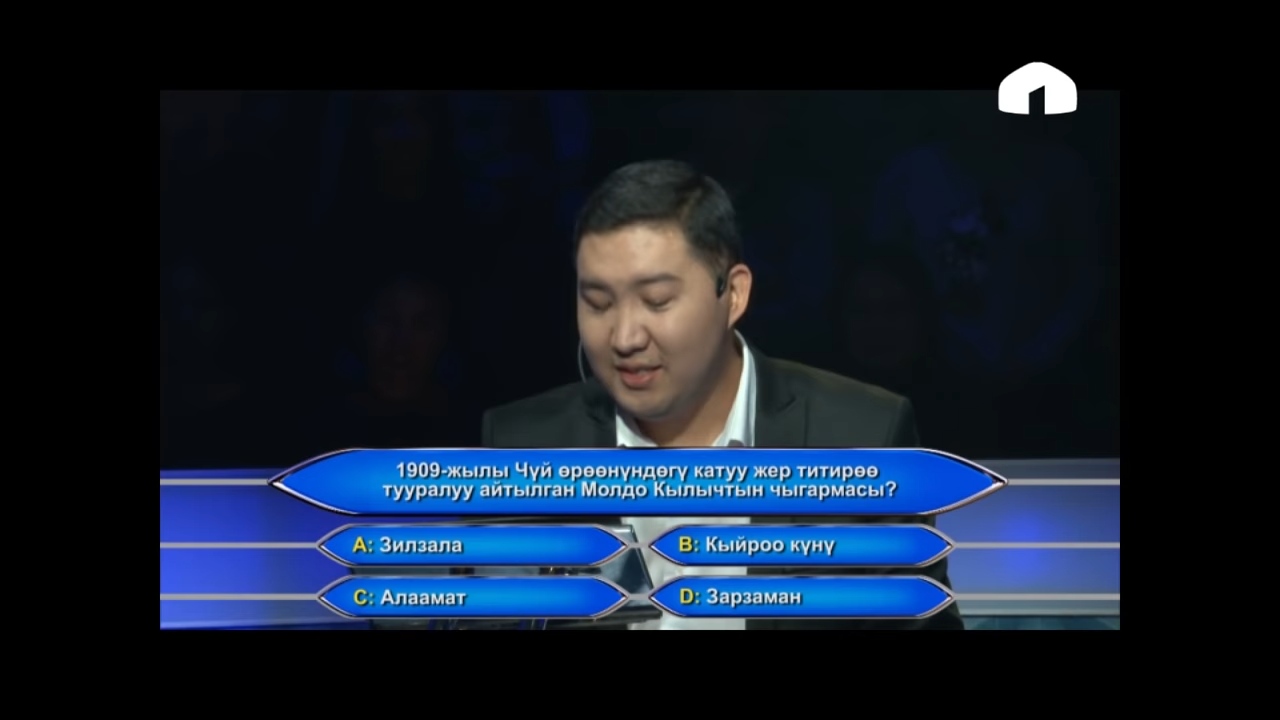 1909-жылы Чүй өрөөнүндөгү катуу жер титирөө
тууралуу айтылган Молдо Кылычтын чыгармасы?
A: Зилзала
B: Кыйроо күнү
C: Алаамат
D: Зарзаман